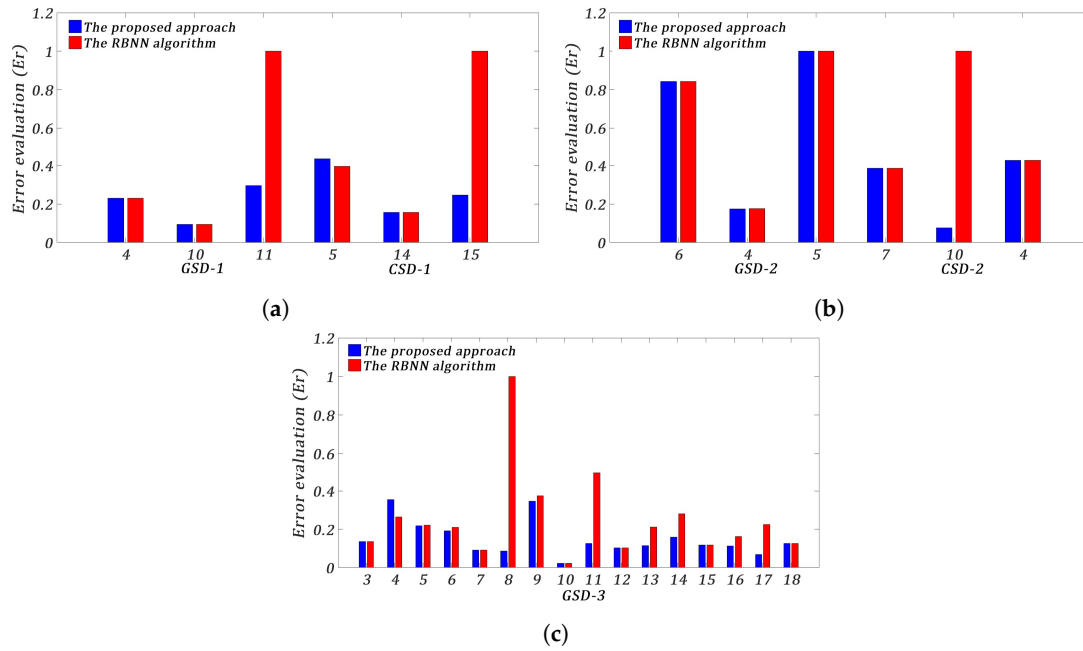 1.2
The proposed approach
The RBNN algorithm
1
0.8
0.6
0.4
0.2
0
Error evaluation (Er)
4 10 11 5 14 15
GSD-1 CSD-1
(a)
1.2
The proposed approach
The RBNN algorithm
1
0.8
0.6
0.4
0.2
0
Error evaluation (Er)
6 4 5 7 10 4
GSD-2 CSD-2
(b)
1.2
The proposed approach
The RBNN algorithm
1
0.8
0.6
0.4
0.2
0
Error evaluation (Er)
3 4 5 6 7 8 9 10 11 12 13 14 15 16 17 18
GSD-3
(c)